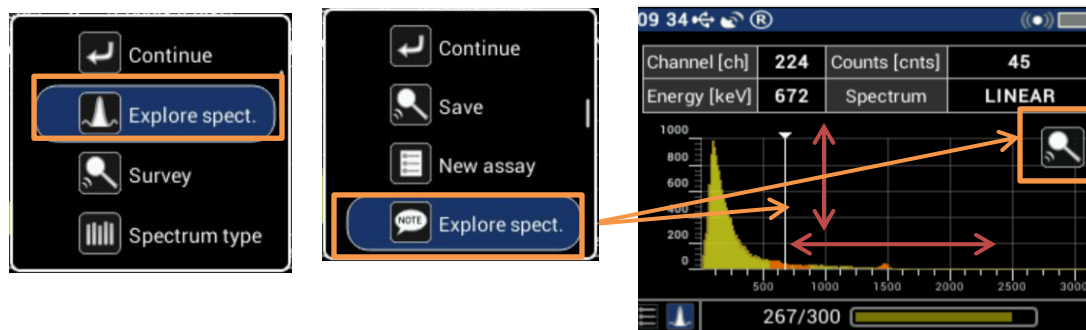 Continue
Explore spect.
Survey
Spectrum type
Continue
Save
New assay
NOTE Explore spect.
09 34 R
Channel [ch] 224 Counts [cnts] 45
Energy [keV] 672 Spectrum LINEAR
1000
800
600
400
200
0
500 1000 1500 2000 2500 3000
267/300